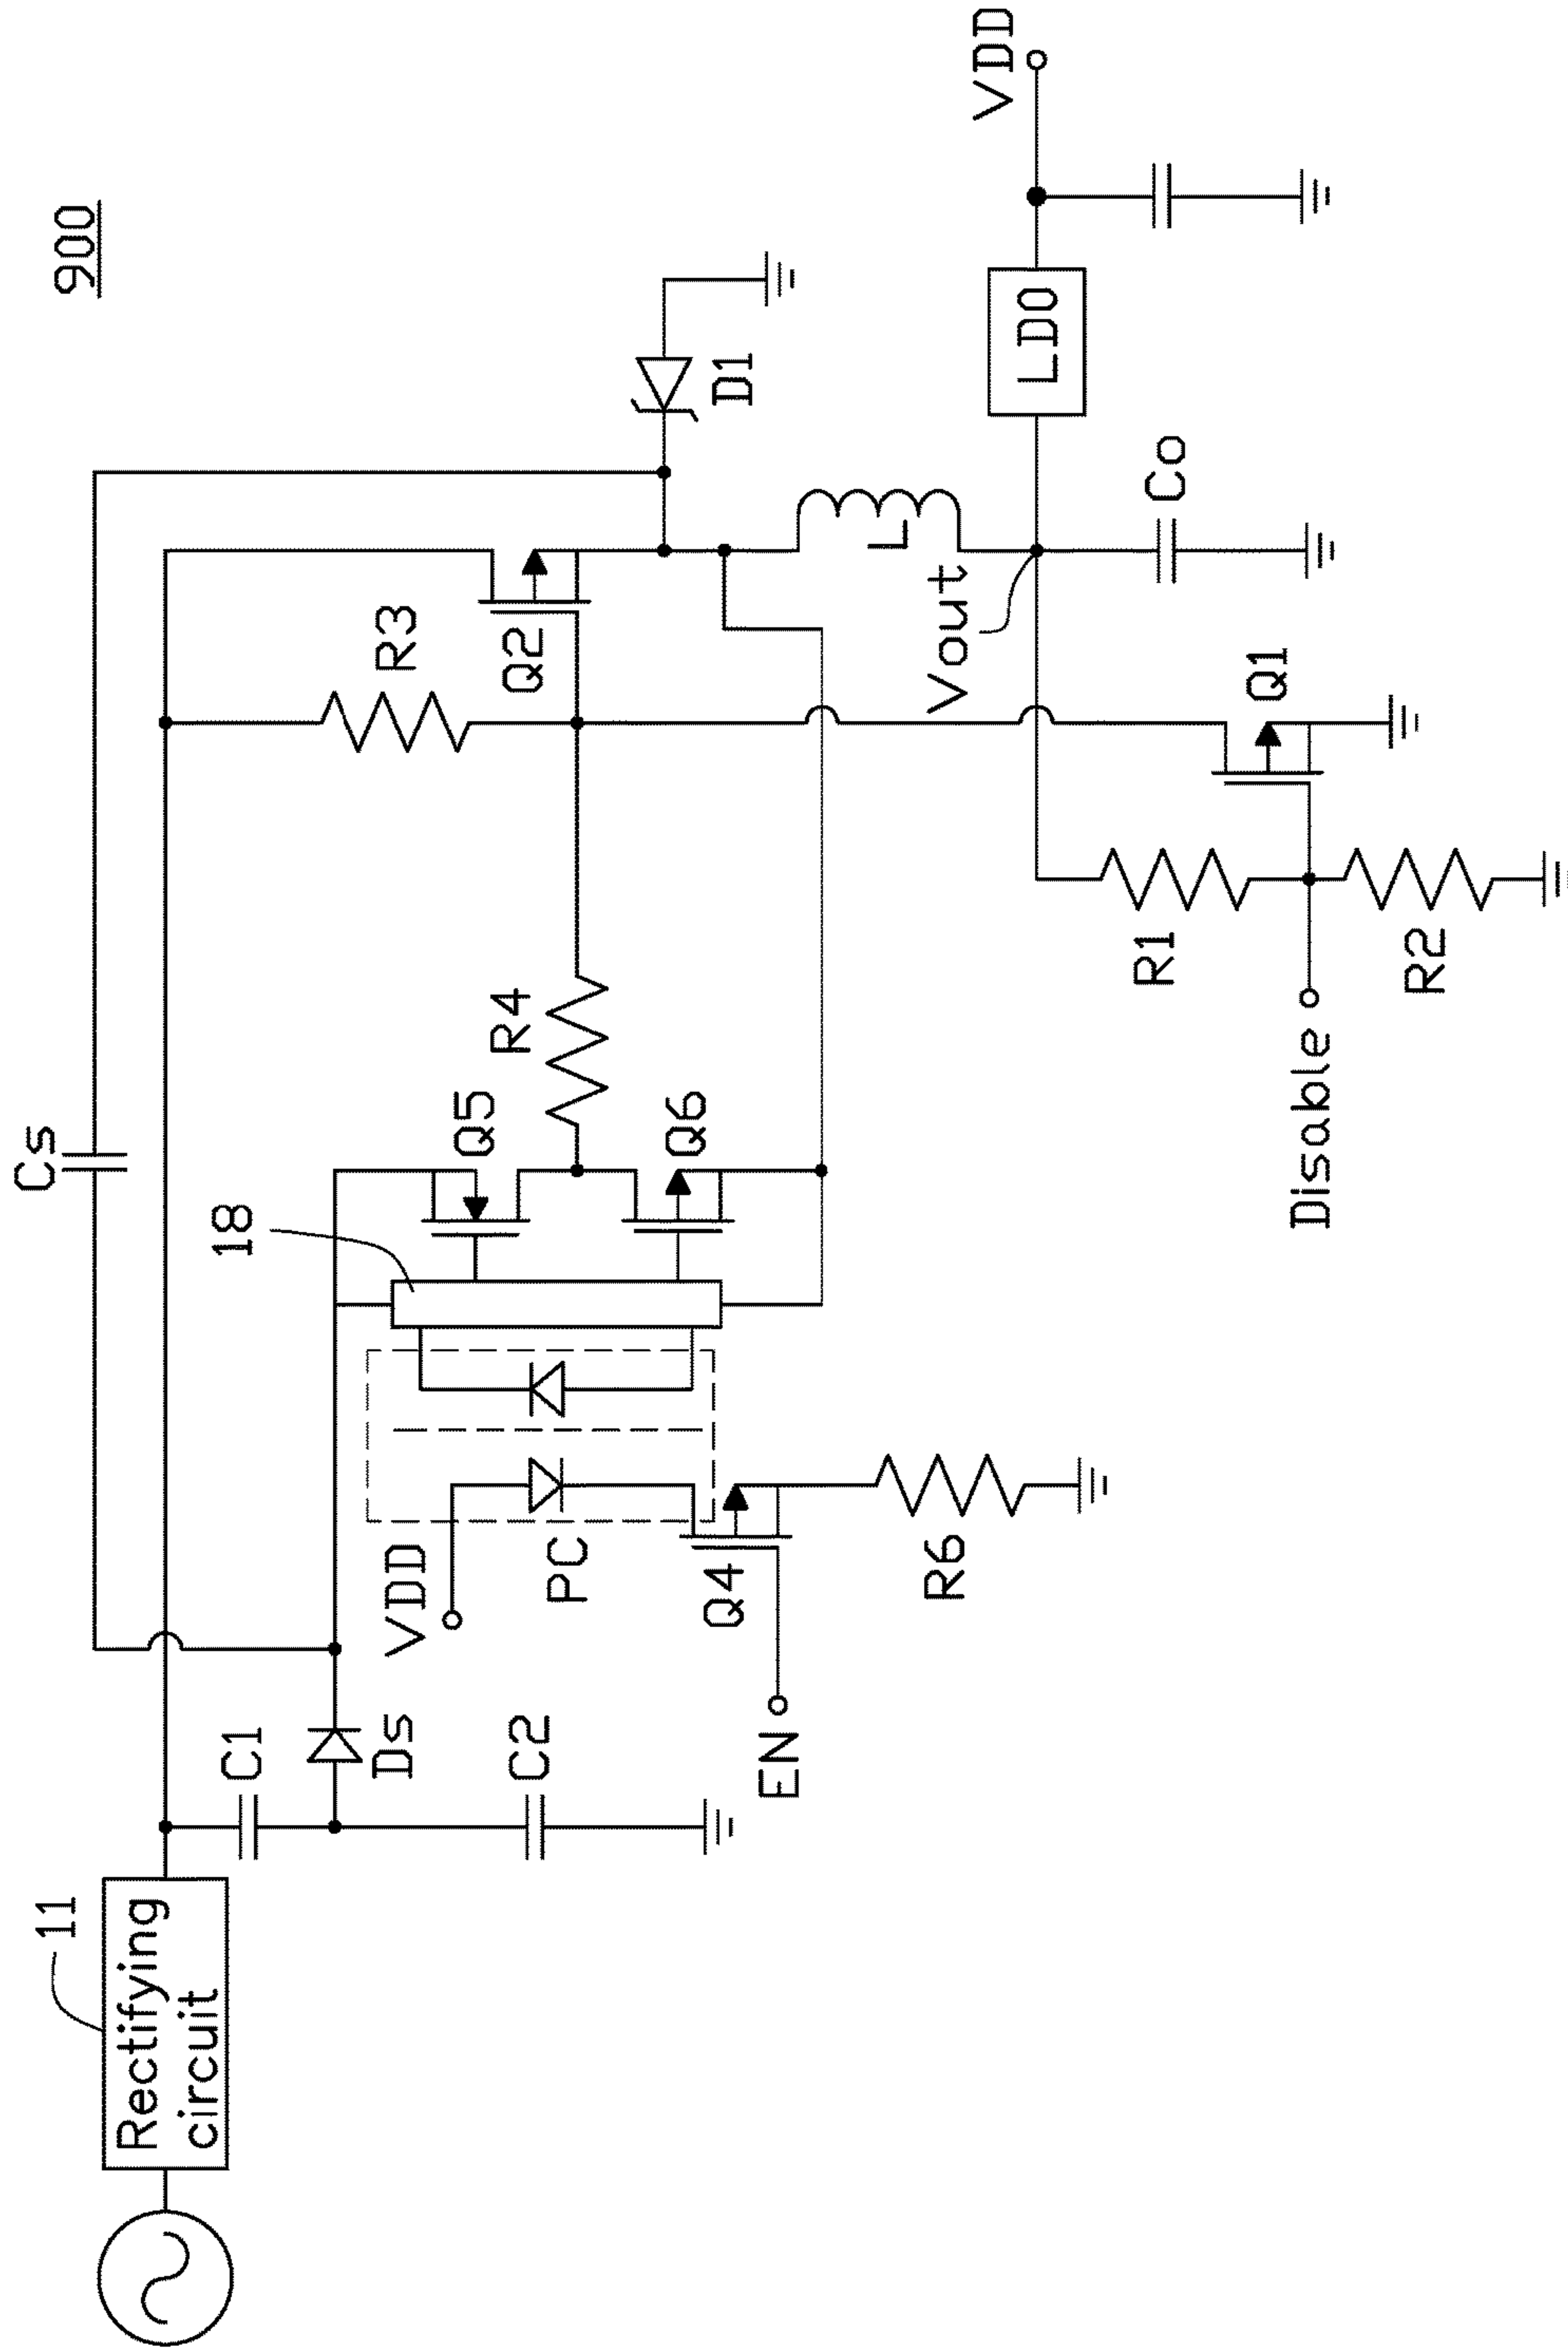 900
11
Rectifying
circuit
C1
Ds
C2
Cs
18
VDD
PC
Q4
EN
R6
Q5
Q6
R4
R3
Q2
D1
L
Vout
Co
LDO
VDD
R1
R2
Q1
Disable